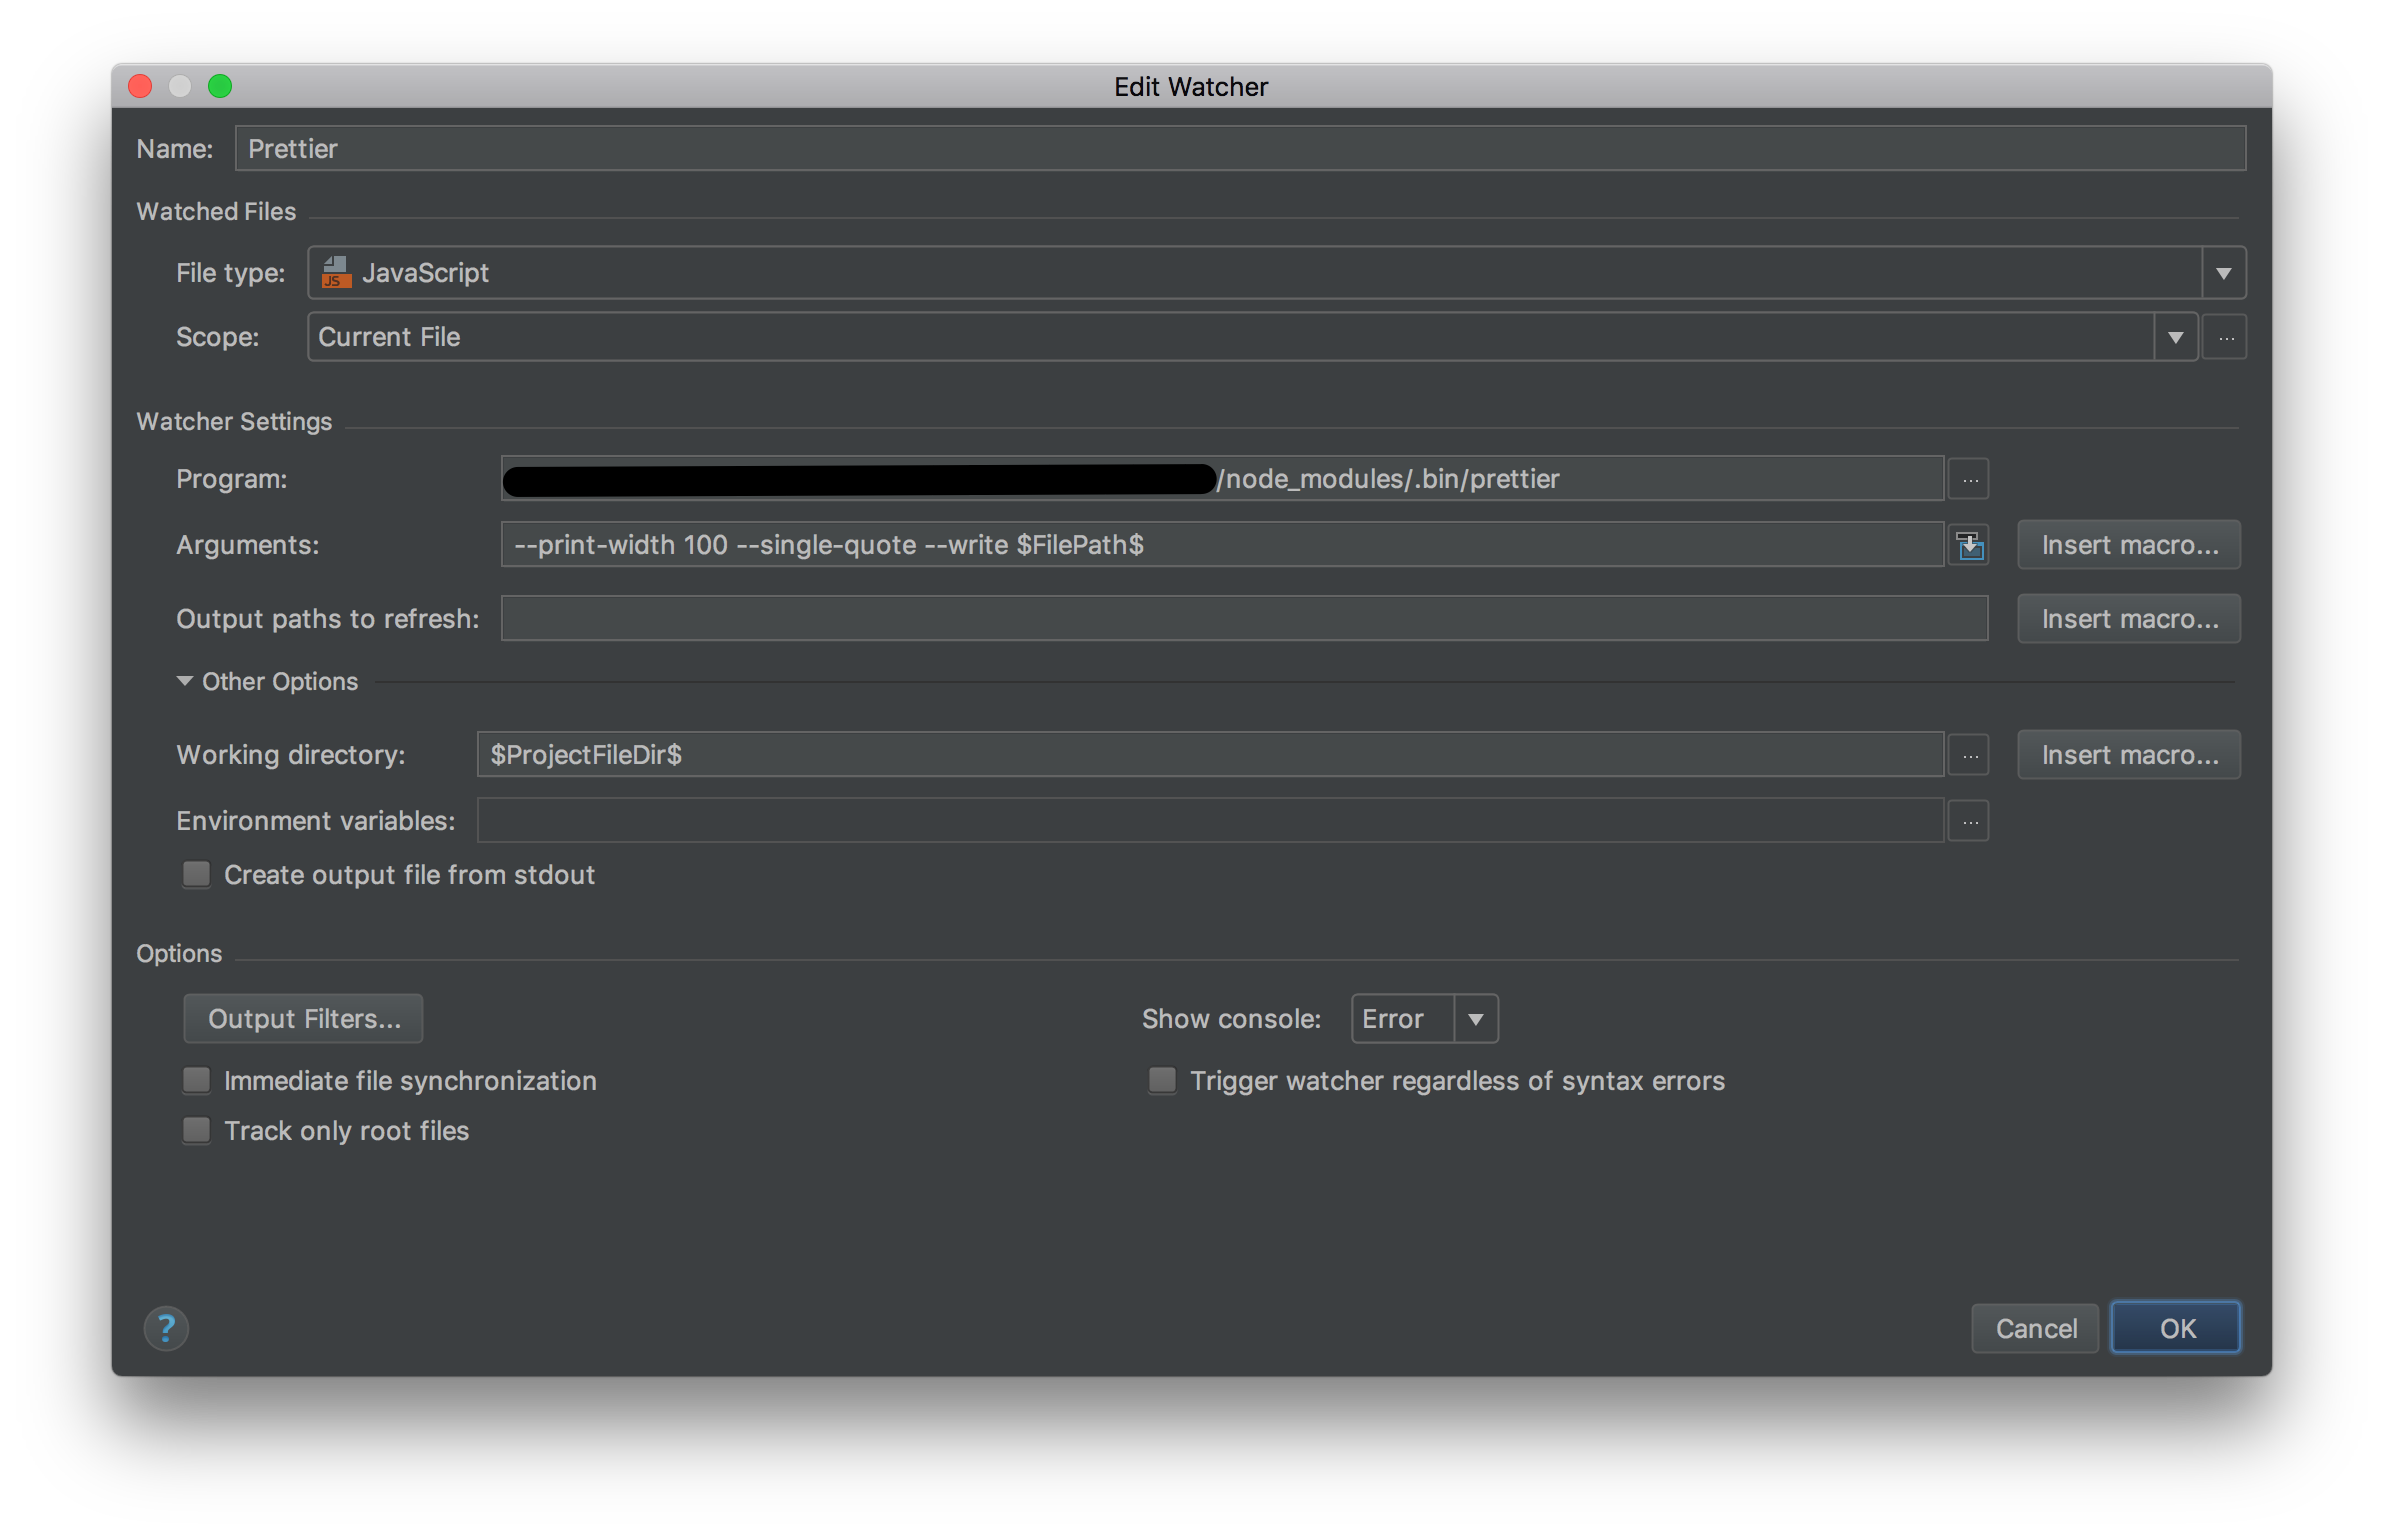 Edit Watcher
Name: Prettier
Watched Files
File type: JS JavaScript
Scope: Current File ...
Watcher Settings
Program: /node_modules/.bin/prettier ...
Arguments: --print-width 100 --single-quote --write $FilePath$ Insert macro...
Output paths to refresh: Insert macro...
Other Options
Working directory: $ProjectFileDir$ ... Insert macro...
Environment variables: ...
Create output file from stdout
Options
Output Filters... Show console: Error
Immediate file synchronization Trigger watcher regardless of syntax errors
Track only root files
? Cancel OK